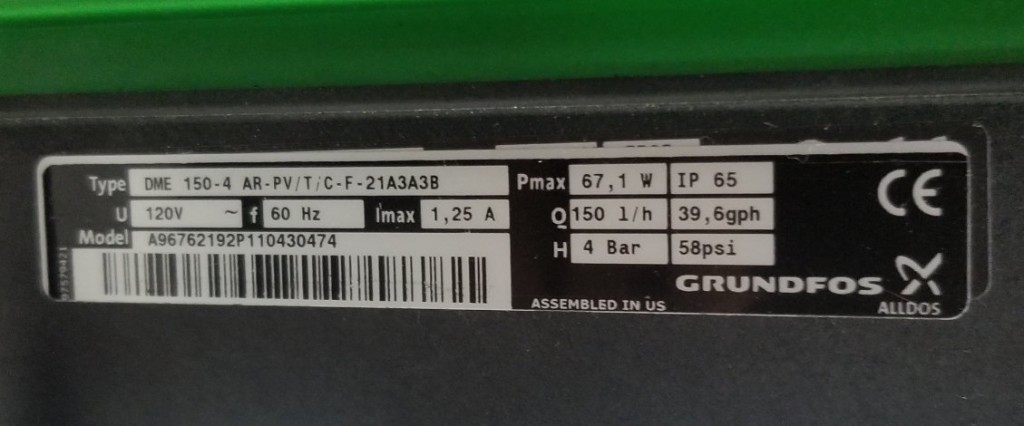 Type DME 150-4 AR-PV/T/C-F-21A3A3B Pmax 67,1 W IP 65
U 120V ~ f 60 Hz I'max 1,25 A Q 150 l/h 39,6gph
Model A96762192P110430474 H 4 Bar 58psi
CE
GRUNDFOS
ALLDOS
ASSEMBLED IN US